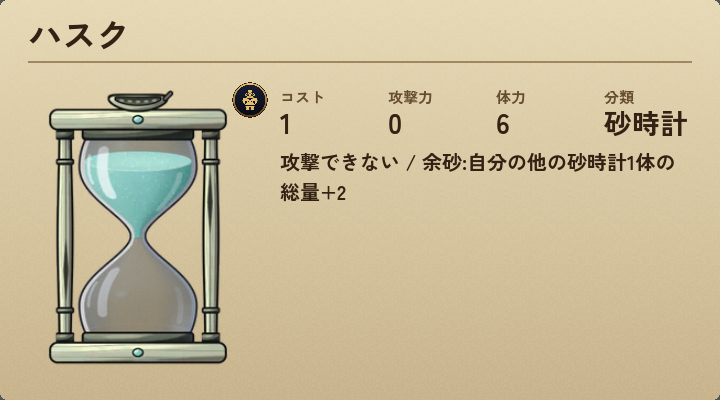 ハスク
コスト 攻撃力 体力 分類
1 0 6 砂時計
攻撃できない / 余砂:自分の他の砂時計1体の
総量+2